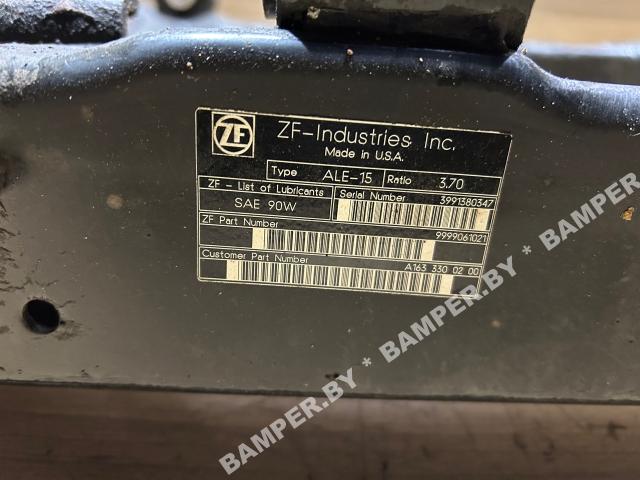 ZF ZF-Industries Inc.
Made in U.S.A.
Type ALE-15 Ratio 3.70
ZF - List of Lubricants Serial Number 3991380347
SAE 90W
ZF Part Number 9999061021
Customer Part Number A163 330 02 00
BAMPER.BY * BAMPER.BY * BAMPER.BY